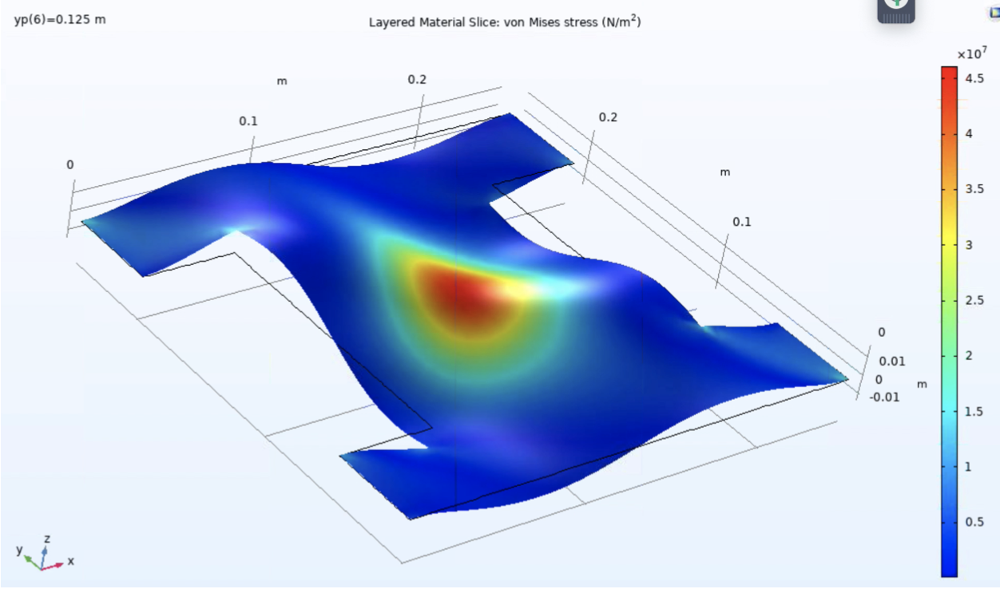 yp(6)=0.125 m
Layered Material Slice: von Mises stress (N/m²)
×10⁷
4.5
4
3.5
3
2.5
2
1.5
1
0.5
m
0.2
0.1
0
0.2
m
0.1
0
0.01
0
-0.01
m
y
z
x